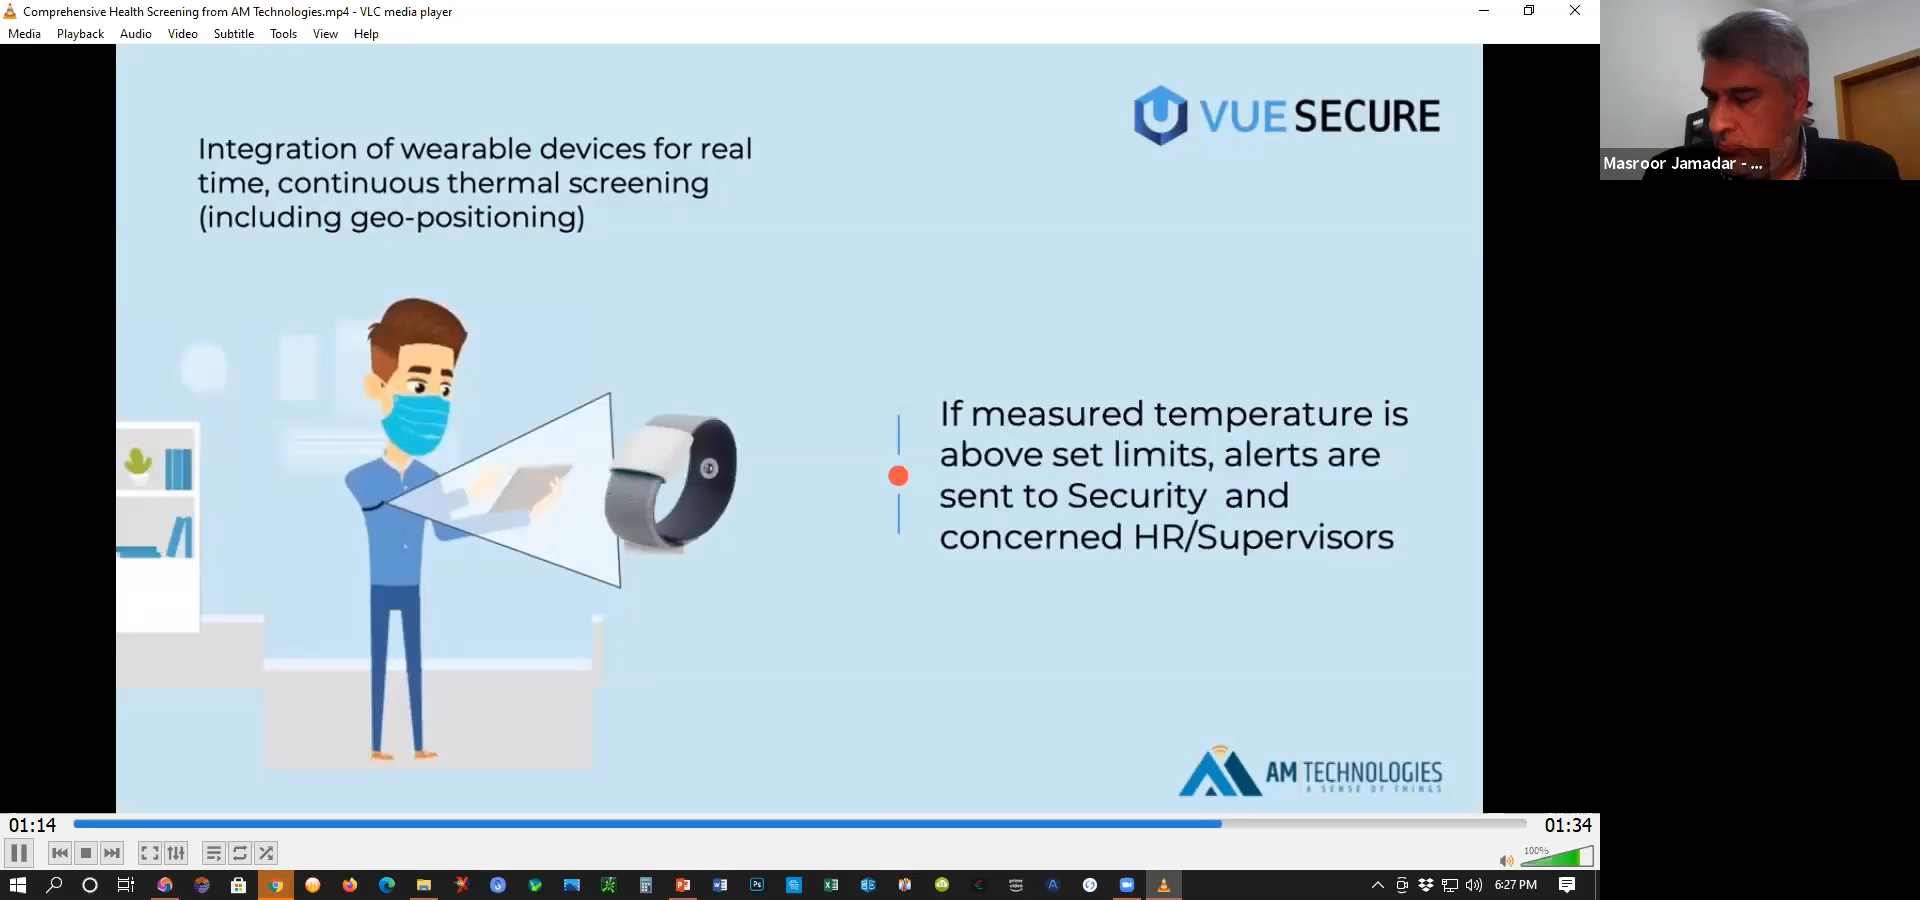 Comprehensive Health Screening from AM Technologies.mp4 - VLC media player
Media Playback Audio Video Subtitle Tools View Help
VUE SECURE
Integration of wearable devices for real
time, continuous thermal screening
(including geo-positioning)
If measured temperature is
above set limits, alerts are
sent to Security and
concerned HR/Supervisors
AM TECHNOLOGIES
A SENSE OF THINGS
Masroor Jamadar - ...
01:14
01:34
100%
6:27 PM